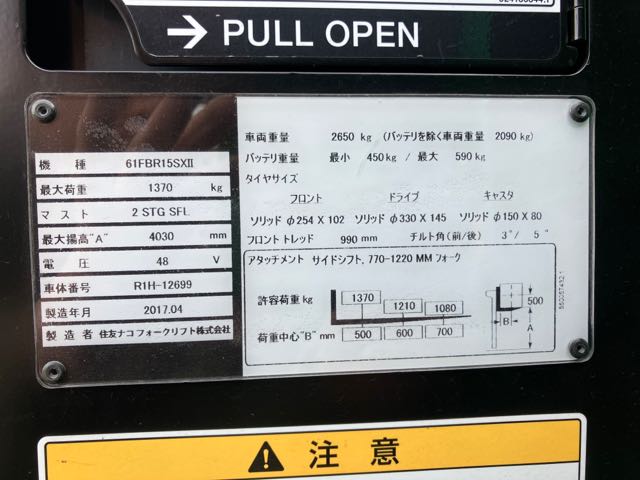 → PULL OPEN
機 種 61FBR15SXⅡ
最大荷重 1370 kg
マスト 2 STG SFL
最大揚高"A" 4030 mm
電 圧 48 V
車体番号 R1H-12699
製造年月 2017.04
製造者 住友ナコフォークリフト株式会社
車両重量 2650 kg (バッテリを除く車両重量 2090kg)
バッテリ重量 最小 450kg / 最大 590kg
タイヤサイズ
フロント ドライブ キャスタ
ソリッド φ254 X 102 ソリッド φ330 X 145 ソリッド φ150 X 80
フロント トレッド 990 mm チルト角(前/後) 3°/ 5°
アタッチメント サイドシフト, 770-1220 MM フォーク
許容荷重 kg 1370 1210 1080
荷重中心"B" mm 500 600 700
500
B
A
注 意